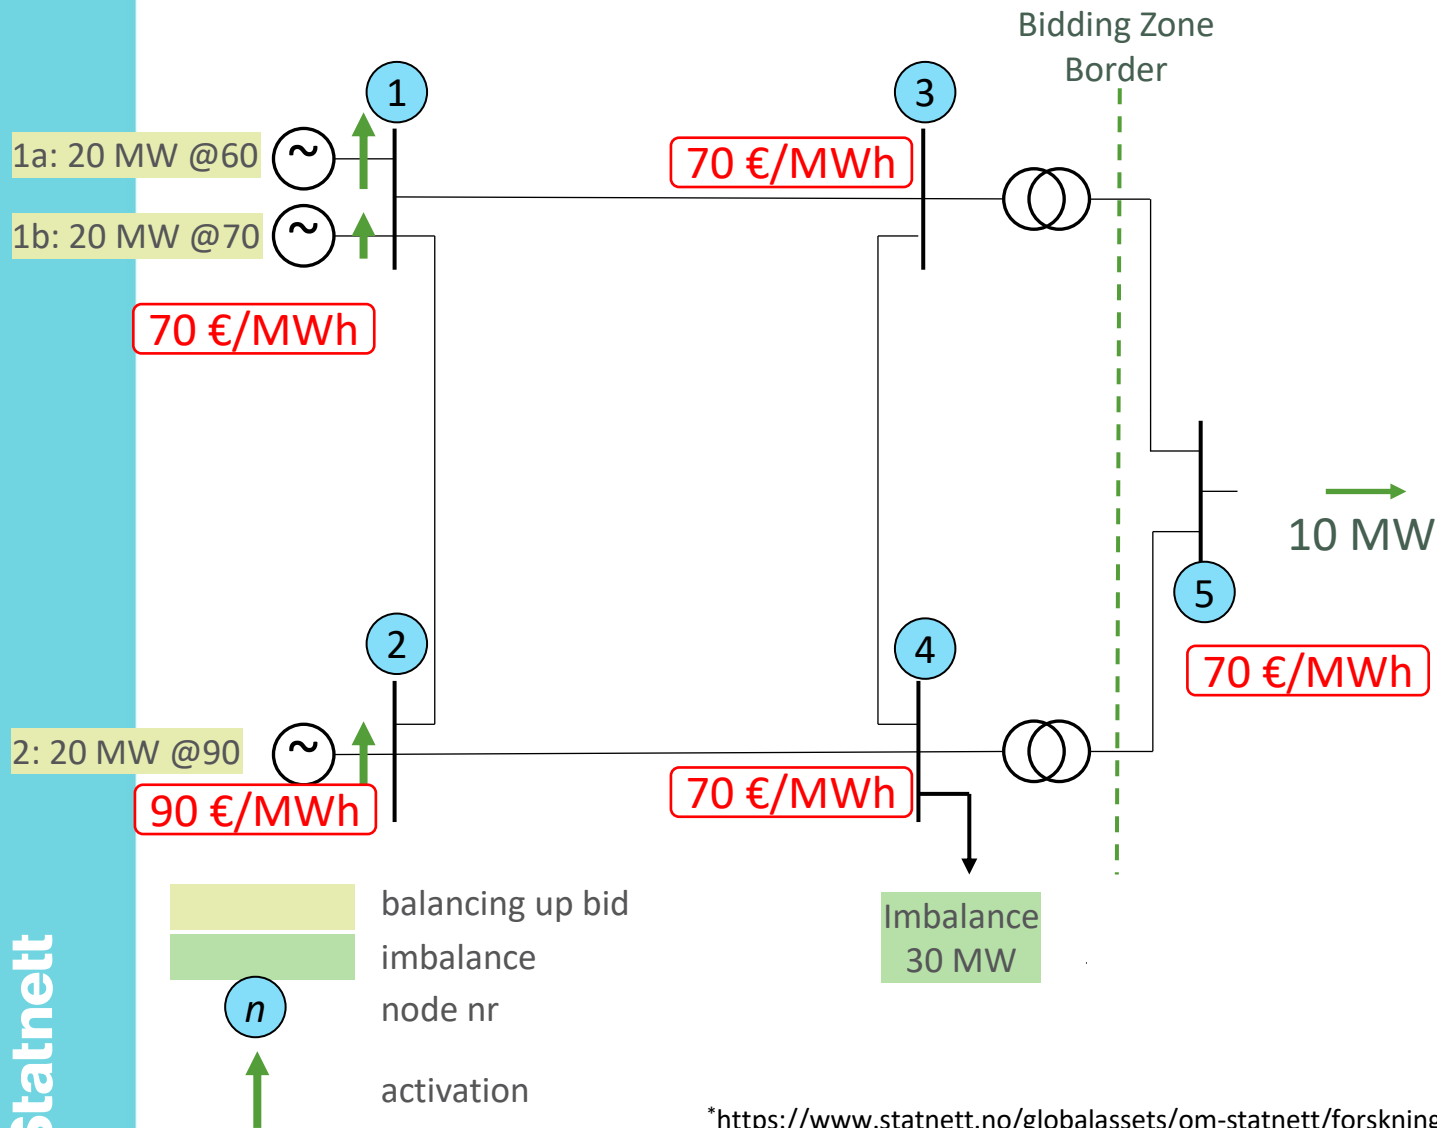 Bidding Zone
Border
1
3
1a: 20 MW @60
~
70 €/MWh
1b: 20 MW @70
~
70 €/MWh
10 MW
5
2
4
70 €/MWh
2: 20 MW @90
~
90 €/MWh
70 €/MWh
balancing up bid
Imbalance
30 MW
imbalance
n
node nr
activation
Statnett
*https://www.statnett.no/globalassets/om-statnett/forskning